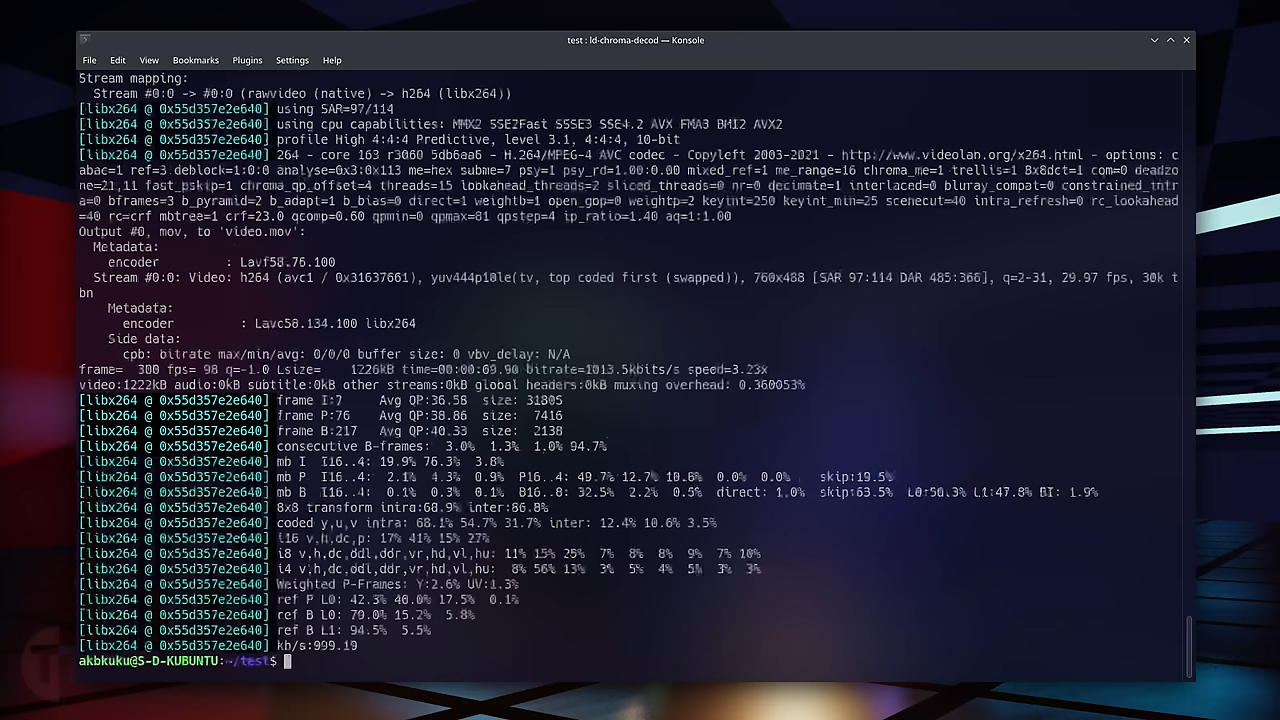 test : ld-chroma-decod — Konsole
File Edit View Bookmarks Plugins Settings Help
Stream mapping:
Stream #0:0 -> #0:0 (rawvideo (native) -> h264 (libx264))
[libx264 @ 0x55d357e2e640] using SAR=97/114
[libx264 @ 0x55d357e2e640] using cpu capabilities: MMX2 SSE2Fast SSSE3 SSE4.2 AVX FMA3 BMI2 AVX2
[libx264 @ 0x55d357e2e640] profile High 4:4:4 Predictive, level 3.1, 4:4:4, 10-bit
[libx264 @ 0x55d357e2e640] 264 - core 163 r3060 5db6aa6 - H.264/MPEG-4 AVC codec - Copyleft 2003-2021 - http://www.videolan.org/x264.html - options: c
abac=1 ref=3 deblock=1:0:0 analyse=0x3:0x113 me=hex subme=7 psy=1 psy_rd=1.00:0.00 mixed_ref=1 me_range=16 chroma_me=1 trellis=1 8x8dct=1 cqm=0 deadzo
ne=21,11 fast_pskip=1 chroma_qp_offset=4 threads=15 lookahead_threads=2 sliced_threads=0 nr=0 decimate=1 interlaced=0 bluray_compat=0 constrained_intr
a=0 bframes=3 b_pyramid=2 b_adapt=1 b_bias=0 direct=1 weightb=1 open_gop=0 weightp=2 keyint=250 keyint_min=25 scenecut=40 intra_refresh=0 rc_lookahead
=40 rc=crf mbtree=1 crf=23.0 qcomp=0.60 qpmin=0 qpmax=81 qpstep=4 ip_ratio=1.40 aq=1:1.00
Output #0, mov, to 'video.mov':
Metadata:
encoder : Lavf58.76.100
Stream #0:0: Video: h264 (avc1 / 0x31637661), yuv444p10le(tv, top coded first (swapped)), 760x488 [SAR 97:114 DAR 485:366], q=2-31, 29.97 fps, 30k t
bn
Metadata:
encoder : Lavc58.134.100 libx264
Side data:
cpb: bitrate max/min/avg: 0/0/0 buffer size: 0 vbv_delay: N/A
frame= 300 fps= 98 q=-1.0 Lsize= 1226kB time=00:00:09.90 bitrate=1013.5kbits/s speed=3.23x
video:1222kB audio:0kB subtitle:0kB other streams:0kB global headers:0kB muxing overhead: 0.360053%
[libx264 @ 0x55d357e2e640] frame I:7 Avg QP:36.58 size: 31805
[libx264 @ 0x55d357e2e640] frame P:76 Avg QP:38.86 size: 7416
[libx264 @ 0x55d357e2e640] frame B:217 Avg QP:40.33 size: 2138
[libx264 @ 0x55d357e2e640] consecutive B-frames: 3.0% 1.3% 1.0% 94.7%
[libx264 @ 0x55d357e2e640] mb I I16..4: 19.9% 76.3% 3.8%
[libx264 @ 0x55d357e2e640] mb P I16..4: 2.1% 4.3% 0.9% P16..4: 49.7% 12.7% 10.8% 0.0% 0.0% skip:19.5%
[libx264 @ 0x55d357e2e640] mb B I16..4: 0.1% 0.3% 0.1% B16..8: 32.5% 2.2% 0.5% direct: 1.0% skip:63.5% L0:50.3% L1:47.8% BI: 1.9%
[libx264 @ 0x55d357e2e640] 8x8 transform intra:68.9% inter:86.8%
[libx264 @ 0x55d357e2e640] coded y,u,v intra: 68.1% 54.7% 31.7% inter: 12.4% 10.6% 3.5%
[libx264 @ 0x55d357e2e640] i16 v,h,dc,p: 17% 41% 15% 27%
[libx264 @ 0x55d357e2e640] i8 v,h,dc,ddl,ddr,vr,hd,vl,hu: 11% 15% 25% 7% 8% 8% 9% 7% 10%
[libx264 @ 0x55d357e2e640] i4 v,h,dc,ddl,ddr,vr,hd,vl,hu: 8% 56% 13% 3% 5% 4% 5% 3% 3%
[libx264 @ 0x55d357e2e640] Weighted P-Frames: Y:2.6% UV:1.3%
[libx264 @ 0x55d357e2e640] ref P L0: 42.3% 40.0% 17.5% 0.1%
[libx264 @ 0x55d357e2e640] ref B L0: 79.0% 15.2% 5.8%
[libx264 @ 0x55d357e2e640] ref B L1: 94.5% 5.5%
[libx264 @ 0x55d357e2e640] kb/s:999.19
akbkuku@S-D-KUBUNTU:~/test$